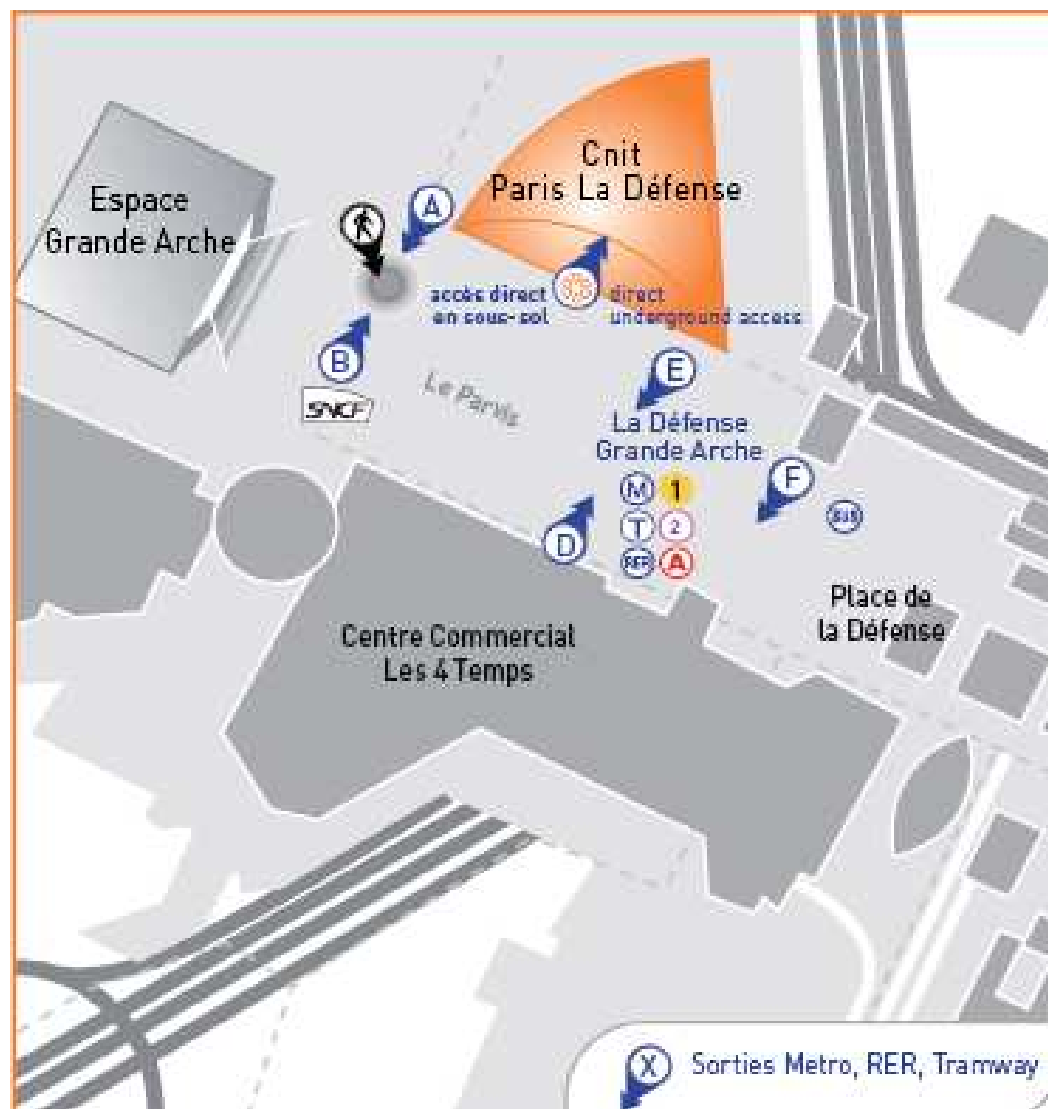 Cnit
Paris La Défense
Espace
Grande Arche
A
accès direct
en sous-sol
direct
underground access
B
SNCF
Le Parvis
E
La Défense
Grande Arche
M 1
T 2
RER A
F
BUS
D
Place de
la Défense
Centre Commercial
Les 4 Temps
X Sorties Metro, RER, Tramway